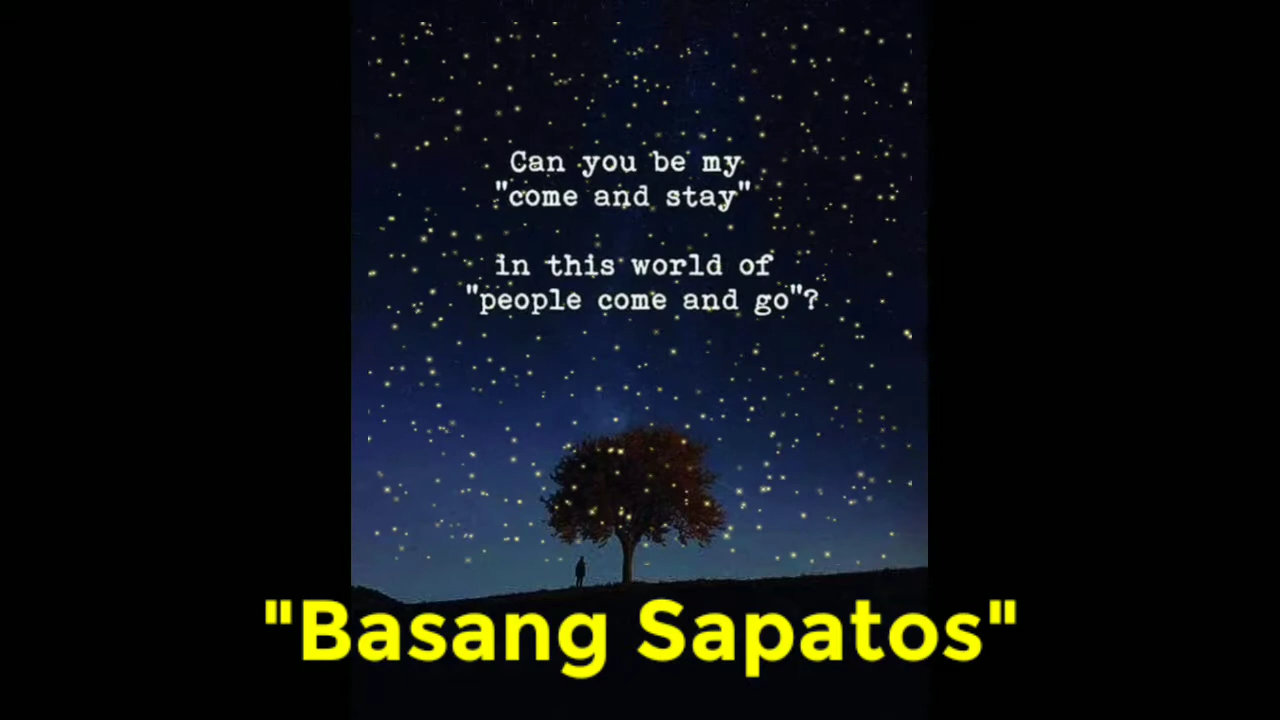 Can you be my
"come and stay"
in this world of
"people come and go"?
"Basang Sapatos"